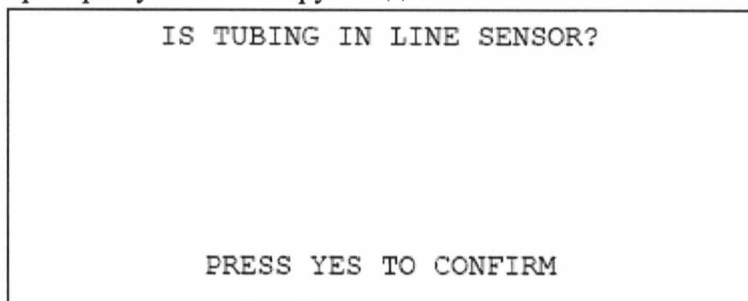 IS TUBING IN LINE SENSOR?
PRESS YES TO CONFIRM